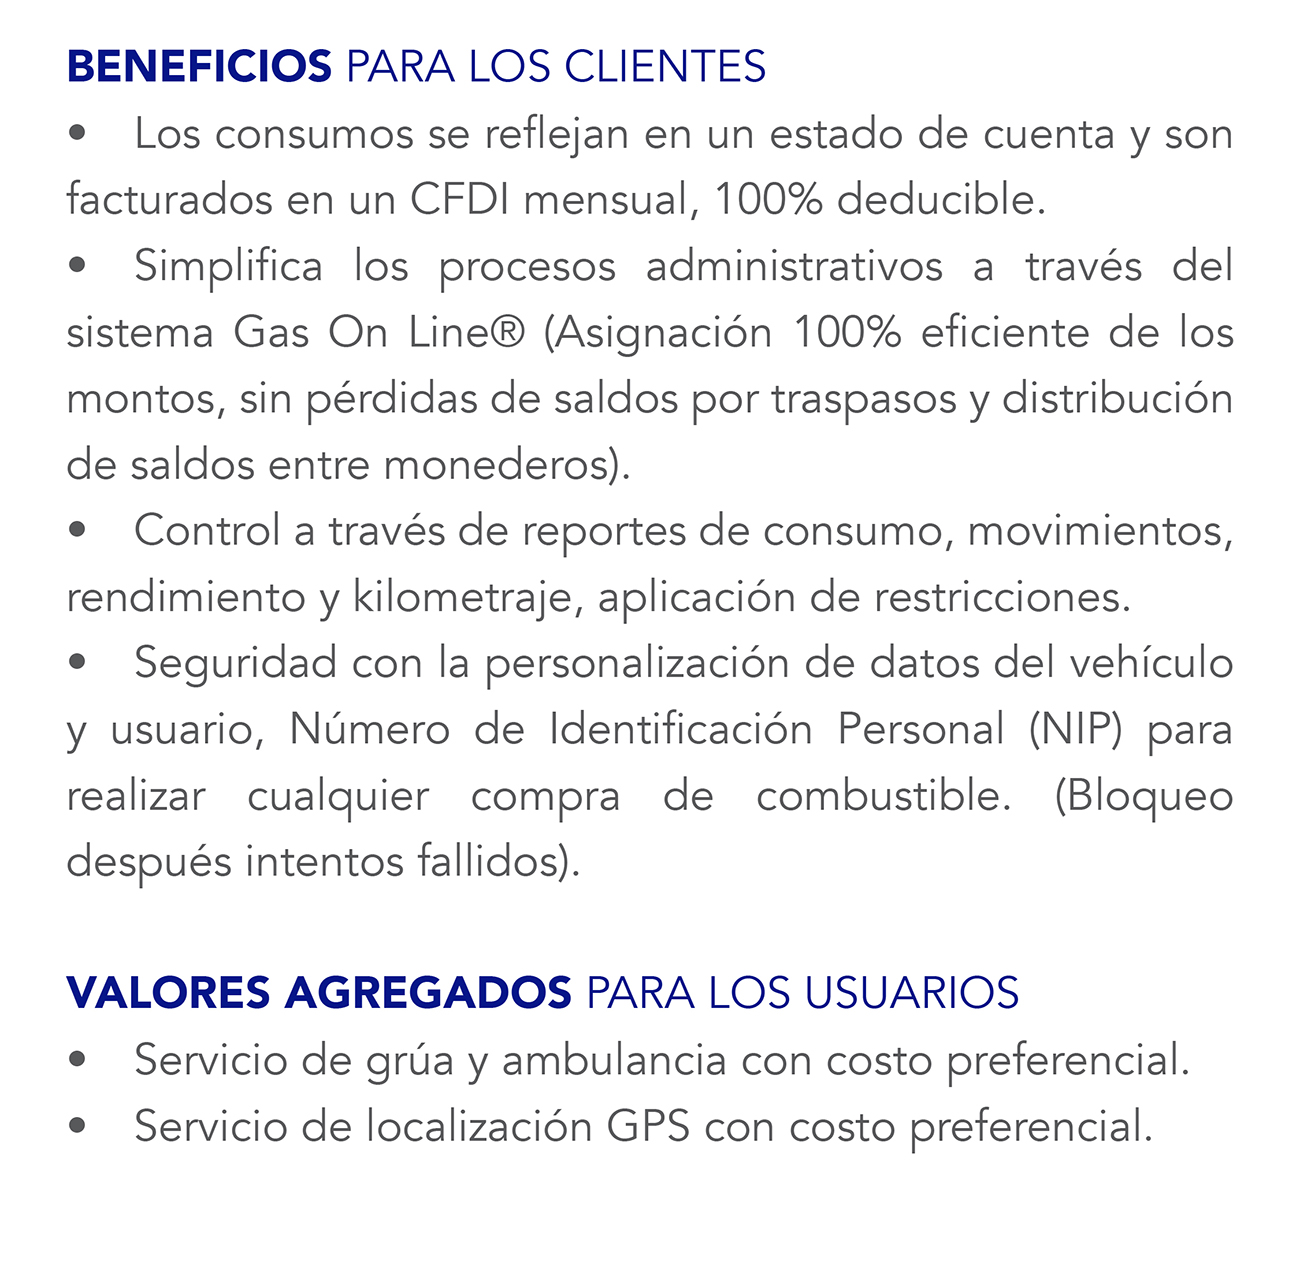 BENEFICIOS PARA LOS CLIENTES
• Los consumos se reflejan en un estado de cuenta y son
facturados en un CFDI mensual, 100% deducible.
• Simplifica los procesos administrativos a través del
sistema Gas On Line® (Asignación 100% eficiente de los
montos, sin pérdidas de saldos por traspasos y distribución
de saldos entre monederos).
• Control a través de reportes de consumo, movimientos,
rendimiento y kilometraje, aplicación de restricciones.
• Seguridad con la personalización de datos del vehículo
y usuario, Número de Identificación Personal (NIP) para
realizar cualquier compra de combustible. (Bloqueo
después intentos fallidos).
VALORES AGREGADOS PARA LOS USUARIOS
• Servicio de grúa y ambulancia con costo preferencial.
• Servicio de localización GPS con costo preferencial.